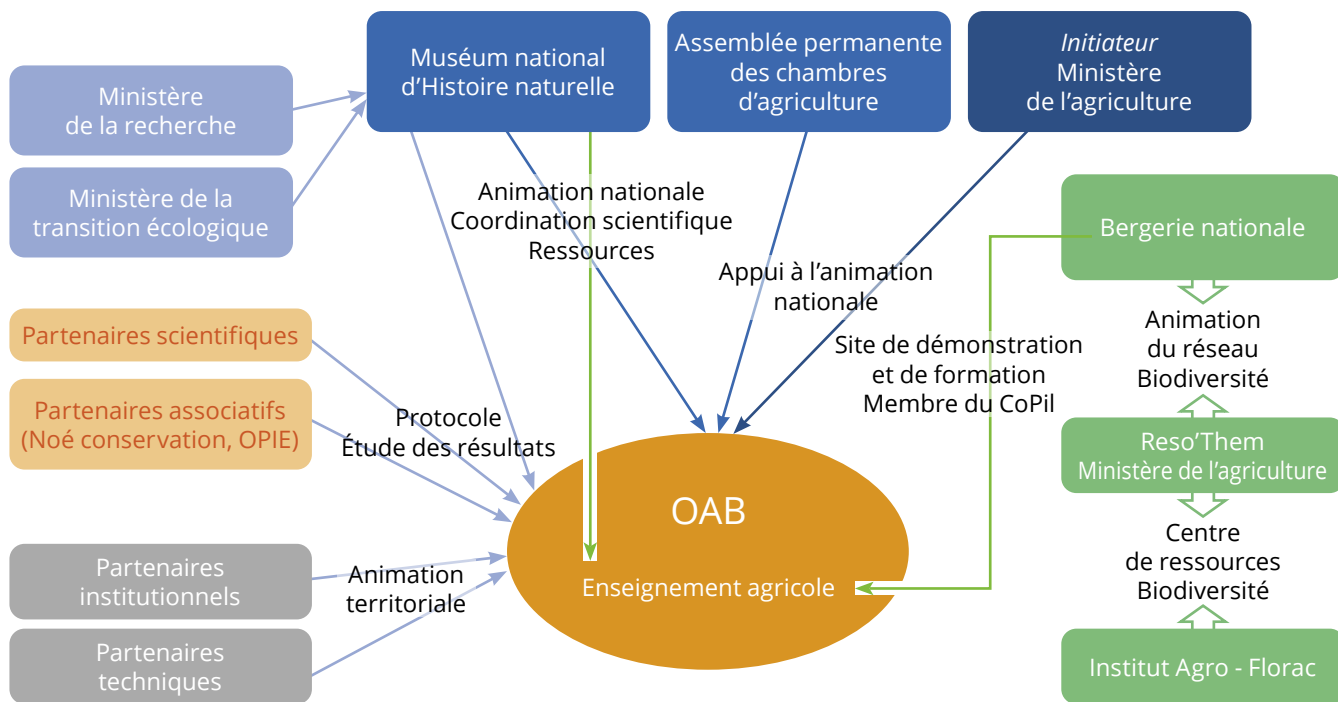 Muséum national
d'Histoire naturelle
Assemblée permanente
des chambres
d'agriculture
Initiateur
Ministère
de l'agriculture
Ministère
de la recherche
Ministère de la
transition écologique
Animation nationale
Coordination scientifique
Ressources
Appui à l'animation
nationale
Bergerie nationale
Partenaires scientifiques
Partenaires associatifs
(Noé conservation, OPIE)
Protocole
Étude des résultats
Site de démonstration
et de formation
Membre du CoPil
Animation
du réseau
Biodiversité
Reso'Them
Ministère de l'agriculture
OAB
Enseignement agricole
Centre
de ressources
Biodiversité
Partenaires
institutionnels
Animation
territoriale
Partenaires
techniques
Institut Agro - Florac